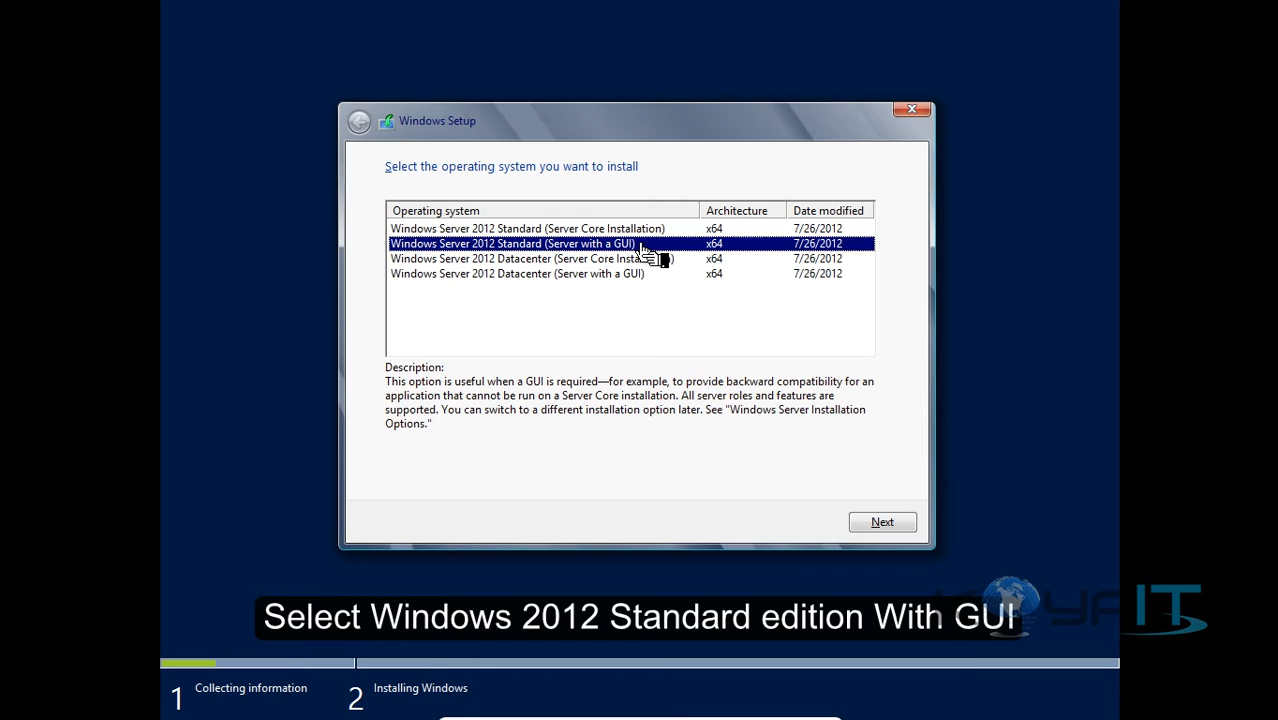 Windows Setup
Select the operating system you want to install
Operating system Architecture Date modified
Windows Server 2012 Standard (Server Core Installation) x64 7/26/2012
Windows Server 2012 Standard (Server with a GUI) x64 7/26/2012
Windows Server 2012 Datacenter (Server Core x64 7/26/2012
Windows Server 2012 Datacenter (Server with a GUI) x64 7/26/2012
Description:
This option is useful when a GUI is required—for example, to provide backward compatibility for an
application that cannot be run on a Server Core installation. All server roles and features are
supported. You can switch to a different installation option later. See "Windows Server Installation
Options."
Next
Select Windows 2012 Standard edition With GUI
IT
1 Collecting information 2 Installing Windows